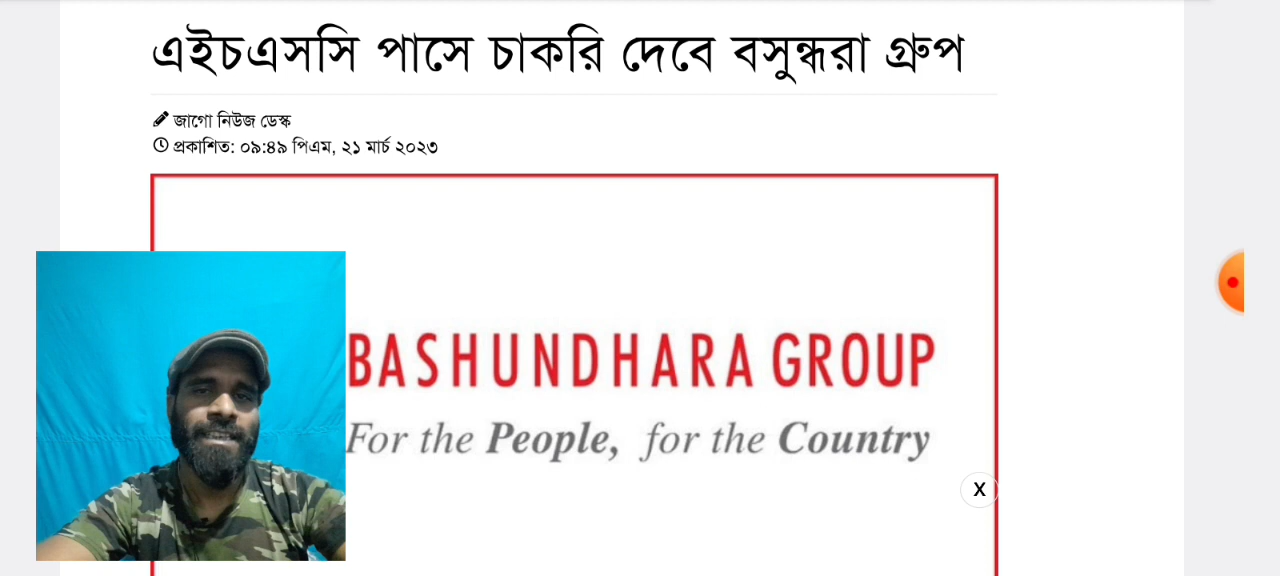 এইচএসসি পাসে চাকরি দেবে বসুন্ধরা গ্রুপ
জাগো নিউজ ডেস্ক
প্রকাশিত: ০৯:৪৯ পিএম, ২১ মার্চ ২০২৩
BASHUNDHARA GROUP
For the People, for the Country
X